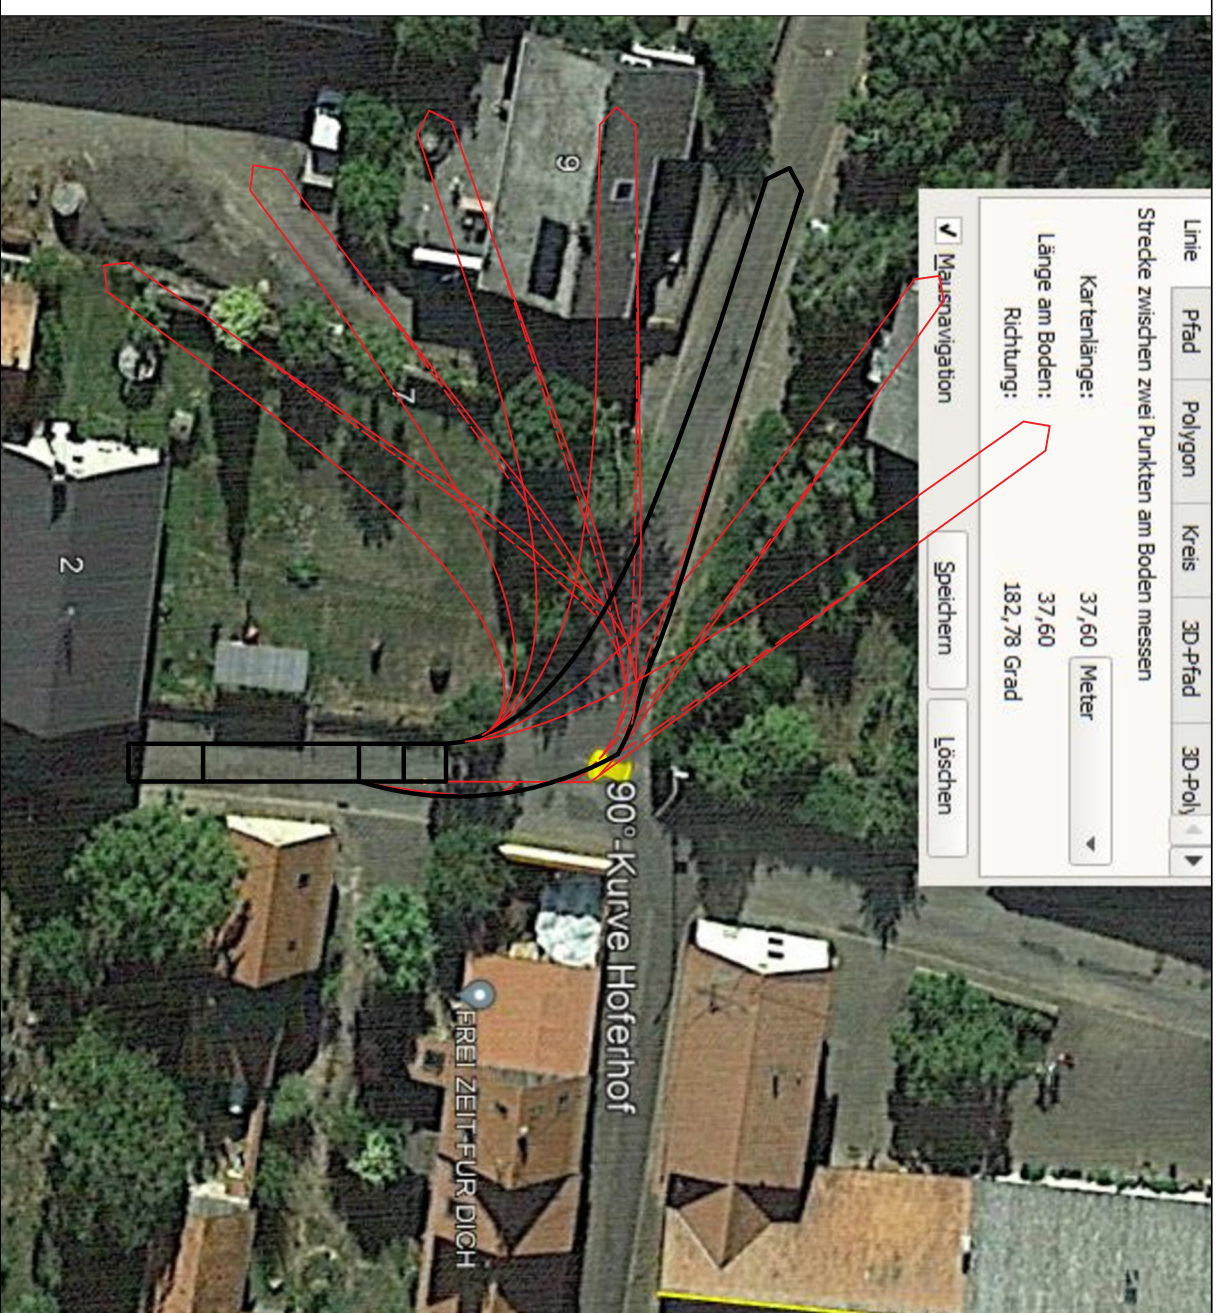 Linie Pfad Polygon Kreis 3D-Pfad 3D-Poly
Strecke zwischen zwei Punkten am Boden messen
Kartenlänge: 37,60 Meter
Länge am Boden: 37,60
Richtung: 182,78 Grad
Mausnavigation Speichern Löschen
9
7
2
90°-Kurve Hoferhof
FREI ZEIT FÜR DICH